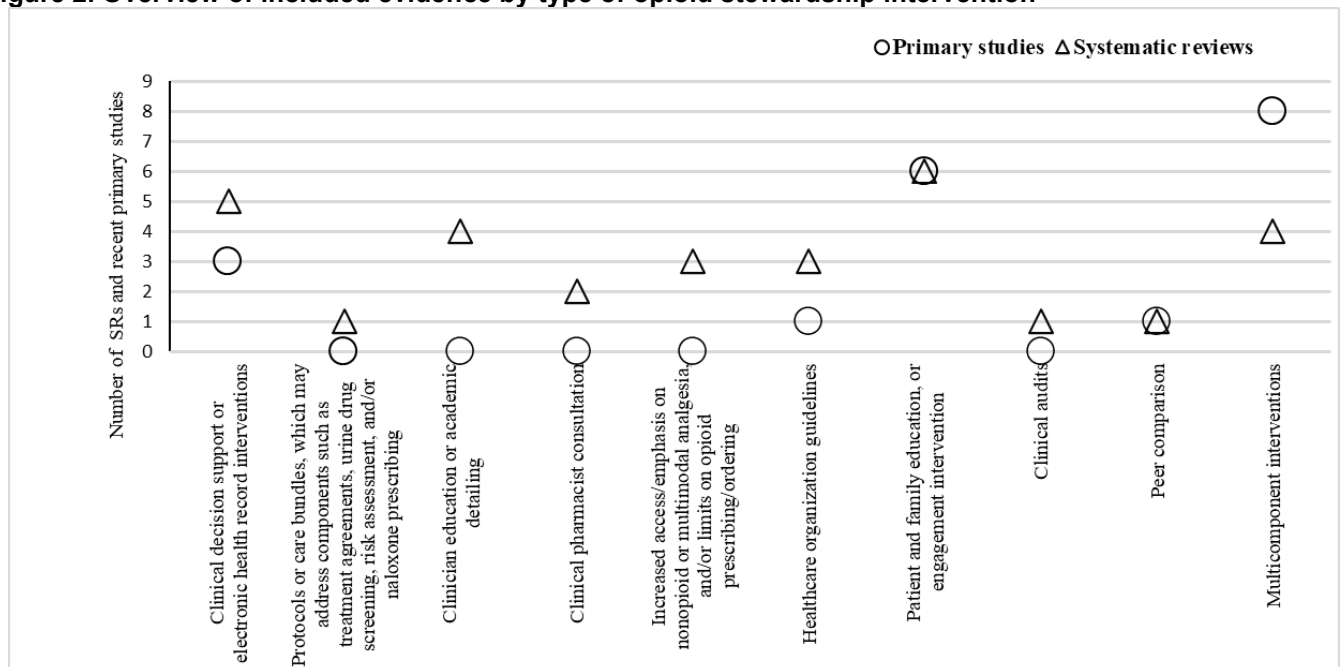 igure 2. Overview of included evidence by type of opioid stewardship intervention
Primary studies Systematic reviews
Number of SRs and recent primary studies
9
8
7
6
5
4
3
2
1
0
Clinical decision support or
electronic health record interventions
Protocols or care bundles, which may
address components such as
treatment agreements, urine drug
screening, risk assessment, and/or
naloxone prescribing
Clinician education or academic
detailing
Clinical pharmacist consultation
Increased access/emphasis on
nonopioid or multimodal analgesia,
and/or limits on opioid
prescribing/ordering
Healthcare organization guidelines
Patient and family education, or
engagement intervention
Clinical audits
Peer comparison
Multicomponent interventions